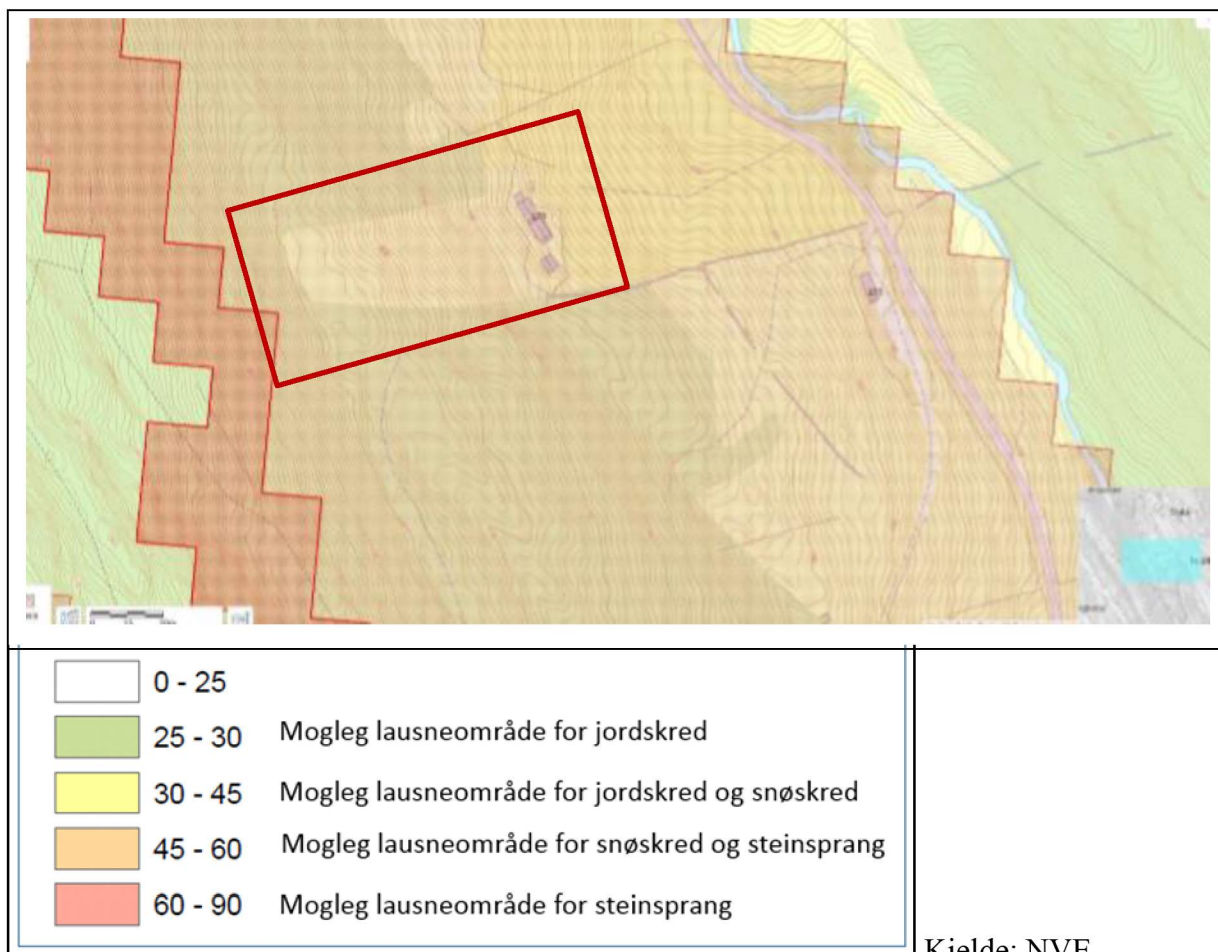 0 - 25
25 - 30 Mogleg lausneområde for jordskred
30 - 45 Mogleg lausneområde for jordskred og snøskred
45 - 60 Mogleg lausneområde for snøskred og steinsprang
60 - 90 Mogleg lausneområde for steinsprang
Kjelde: NVE